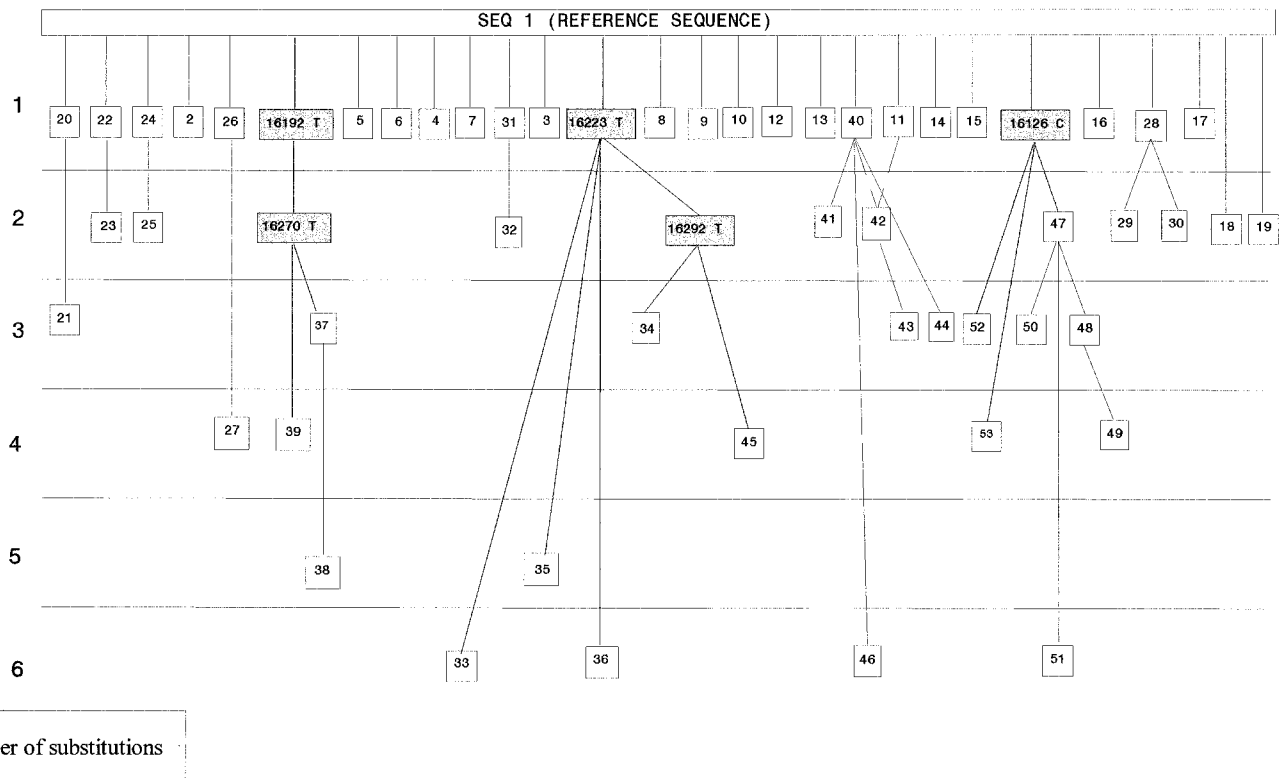 SEQ 1 (REFERENCE SEQUENCE)
1
20 22 24 2 26 16192 T 5 6 4 7 31 3 16223 T 8 9 10 12 13 40 11 14 15 16126 C 16 28 17
2
23 25 16270 T 32 16292 T 41 42 47 29 30 18 19
3
21 37 34 43 44 52 50 48
4
27 39 45 53 49
5
38 35
6
33 36 46 51
er of substitutions